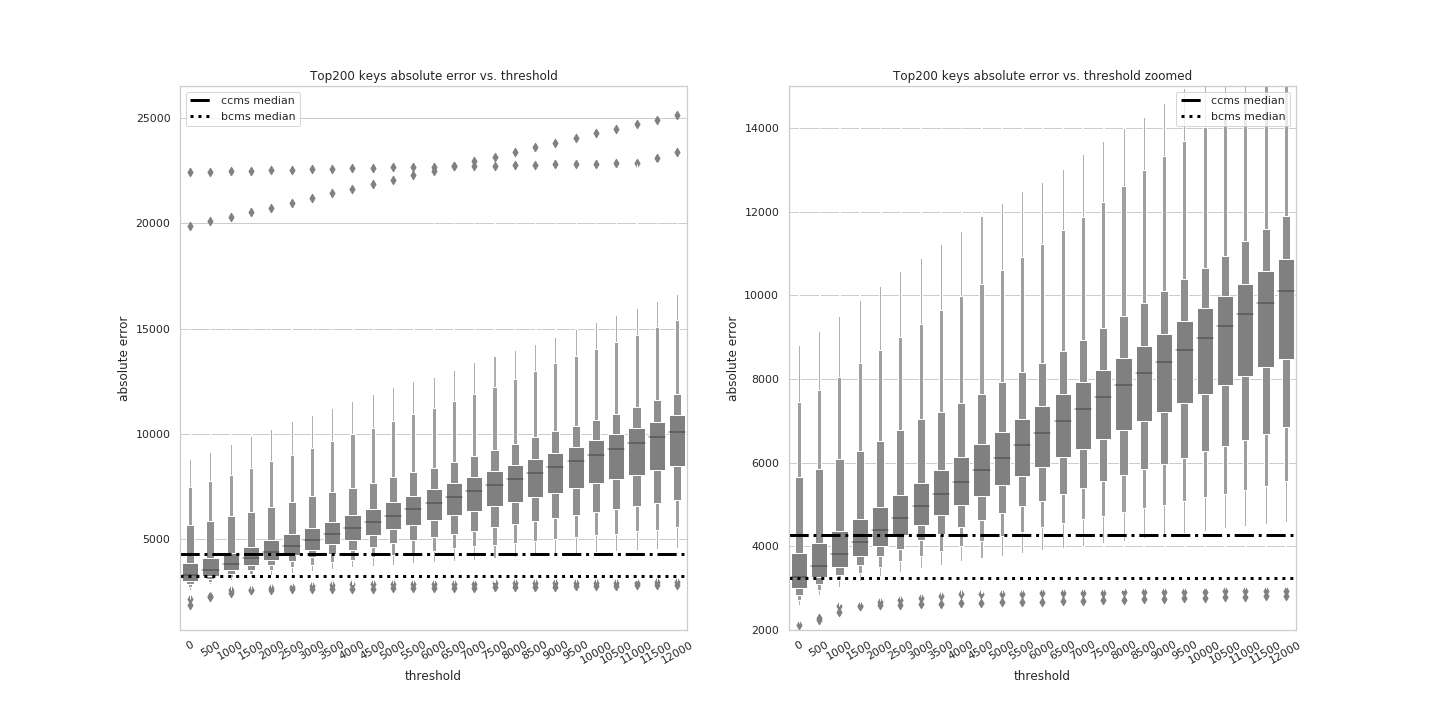 Top200 keys absolute error vs. threshold
ccms median
bcms median
25000
20000
15000
10000
5000
absolute error
0 500 1000 1500 2000 2500 3000 3500 4000 4500 5000 5500 6000 6500 7000 7500 8000 8500 9000 9500 10000 10500 11000 11500 12000
threshold
Top200 keys absolute error vs. threshold zoomed
ccms median
bcms median
14000
12000
10000
8000
6000
4000
2000
absolute error
0 500 1000 1500 2000 2500 3000 3500 4000 4500 5000 5500 6000 6500 7000 7500 8000 8500 9000 9500 10000 10500 11000 11500 12000
threshold